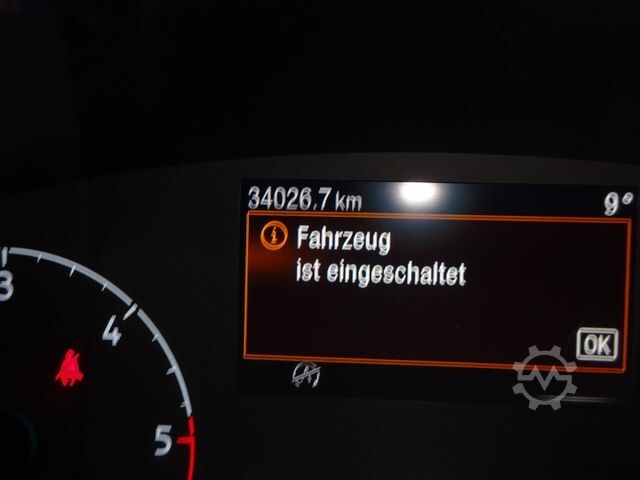 34026.7 km 9°
Fahrzeug
ist eingeschaltet
OK
3
4
5